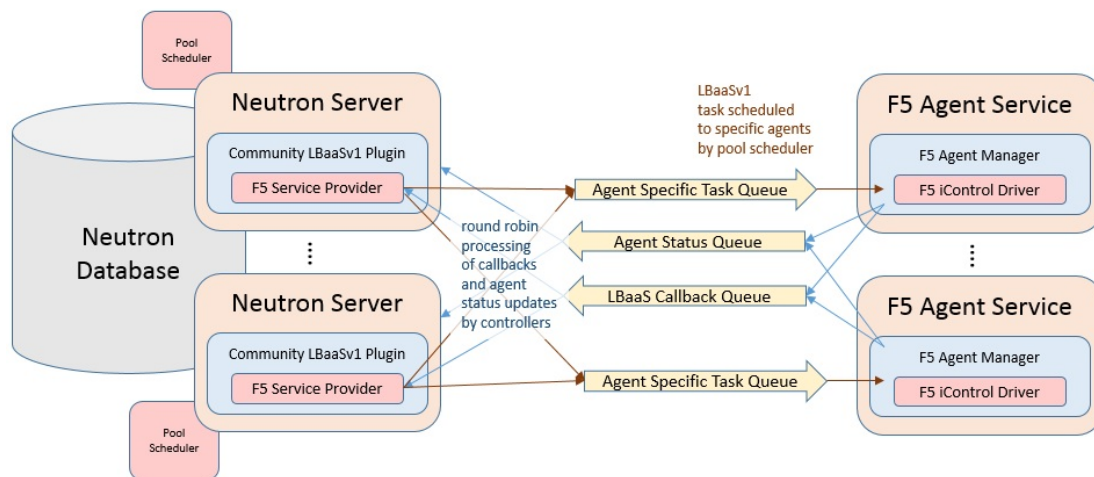 Pool
Scheduler
Neutron Server
Community LBaaSv1 Plugin
F5 Service Provider
Neutron
Database
Neutron Server
Community LBaaSv1 Plugin
F5 Service Provider
Pool
Scheduler
LBaaSv1
task scheduled
to specific agents
by pool scheduler
Agent Specific Task Queue
round robin
processing
of callbacks
and agent
status updates
by controllers
Agent Status Queue
LBaaS Callback Queue
Agent Specific Task Queue
F5 Agent Service
F5 Agent Manager
F5 iControl Driver
F5 Agent Service
F5 Agent Manager
F5 iControl Driver